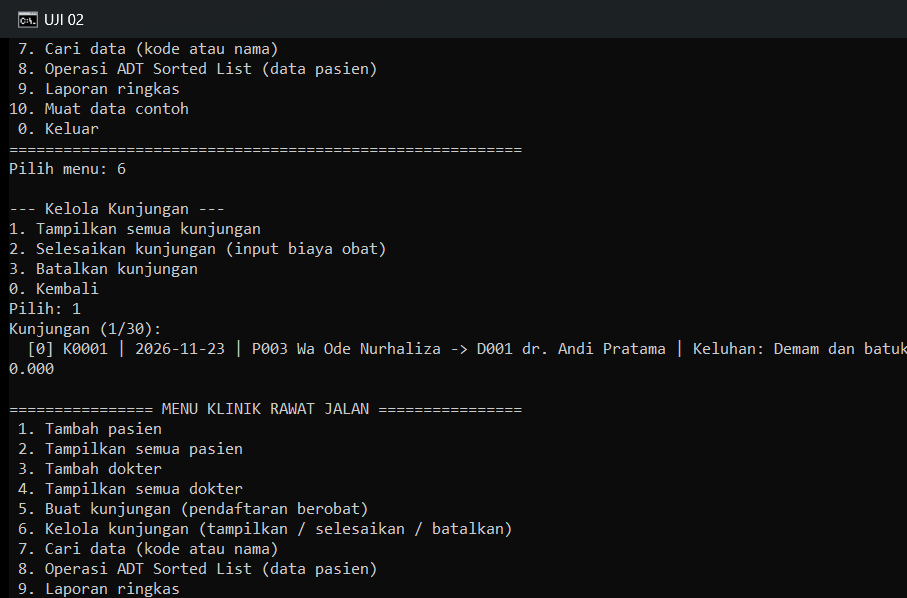 UJI 02
7. Cari data (kode atau nama)
8. Operasi ADT Sorted List (data pasien)
9. Laporan ringkas
10. Muat data contoh
0. Keluar
=========================================================
Pilih menu: 6
--- Kelola Kunjungan ---
1. Tampilkan semua kunjungan
2. Selesaikan kunjungan (input biaya obat)
3. Batalkan kunjungan
0. Kembali
Pilih: 1
Kunjungan (1/30):
[0] K0001 | 2026-11-23 | P003 Wa Ode Nurhaliza -> D001 dr. Andi Pratama | Keluhan: Demam dan batuk
0.000
================ MENU KLINIK RAWAT JALAN ================
1. Tambah pasien
2. Tampilkan semua pasien
3. Tambah dokter
4. Tampilkan semua dokter
5. Buat kunjungan (pendaftaran berobat)
6. Kelola kunjungan (tampilkan / selesaikan / batalkan)
7. Cari data (kode atau nama)
8. Operasi ADT Sorted List (data pasien)
9. Laporan ringkas